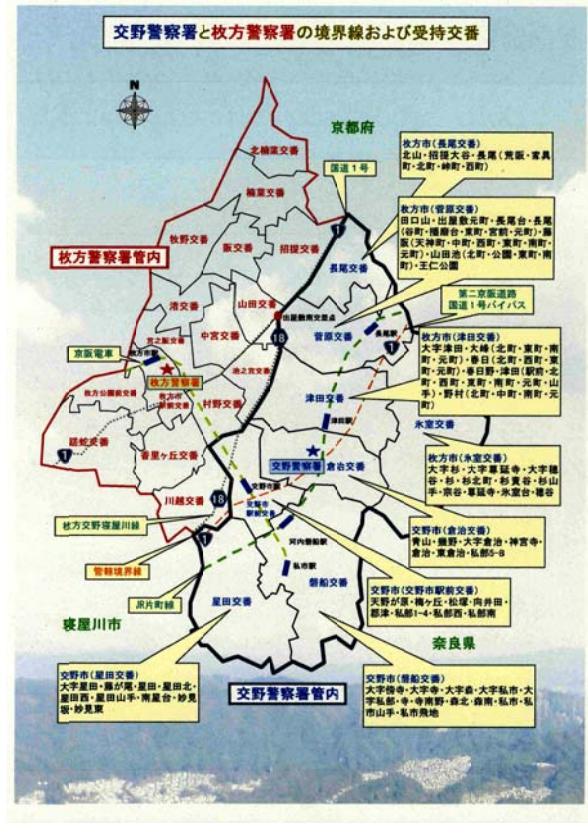 交野警察署と枚方警察署の境界線および受持交番
N
京都府
国道1号
北楠葉交番
楠葉交番
牧野交番
阪交番
招提交番
枚方警察署管内
長尾交番
渚交番
山田交番
出屋敷南交差点
中宮交番
菅原交番
長尾駅
宮之阪交番
枚方市駅
京阪電車
池之宮交番
枚方警察署
枚方公園前交番
枚方市
駅前交番
村野交番
津田交番
津田駅
氷室交番
蹉跎交番
香里ヶ丘交番
交野警察署
倉治交番
川越交番
交野市駅
交野市
駅前交番
18
1
枚方交野寝屋川線
管轄境界線
河内磐船駅
私市駅
JR片町線
磐船交番
星田交番
寝屋川市
奈良県
交野警察署管内
枚方市(長尾交番)
北山・招提大谷・長尾(荒阪・家具
町・北町・峠町・西町)
枚方市(菅原交番)
田口山・出屋敷元町・長尾台・長尾
(谷町・播磨台・東町・宮前・元町)・藤
阪(天神町・中町・西町・東町・南町・
元町)・山田池(北町・公園・東町・南
町)・王仁公園
第二京阪道路
国道1号バイパス
枚方市(津田交番)
大字津田・大峰(北町・東町・南
町・元町)・春日(北町・西町・東
町・元町)・春日野・津田(駅前・北
町・西町・東町・南町・元町・山
手)・野村(北町・中町・南町・元
町)
枚方市(氷室交番)
大字杉・大字尊延寺・大字穂
谷・杉・杉北町・杉責谷・杉山
手・宗谷・尊延寺・氷室台・穂谷
交野市(倉治交番)
青山・幾野・大字倉治・神宮寺・
倉治・東倉治・私部5-8
交野市(交野市駅前交番)
天野が原・梅ヶ丘・松塚・向井田・
郡津・私部1-4・私部西・私部南
交野市(磐船交番)
大字傍示・大字寺・大字森・大字私市・大
字私部・寺・寺南野・森北・森南・私市・私
市山手・私市飛地
交野市(星田交番)
大字星田・藤が尾・星田・星田北・
星田西・星田山手・南星台・妙見
坂・妙見東